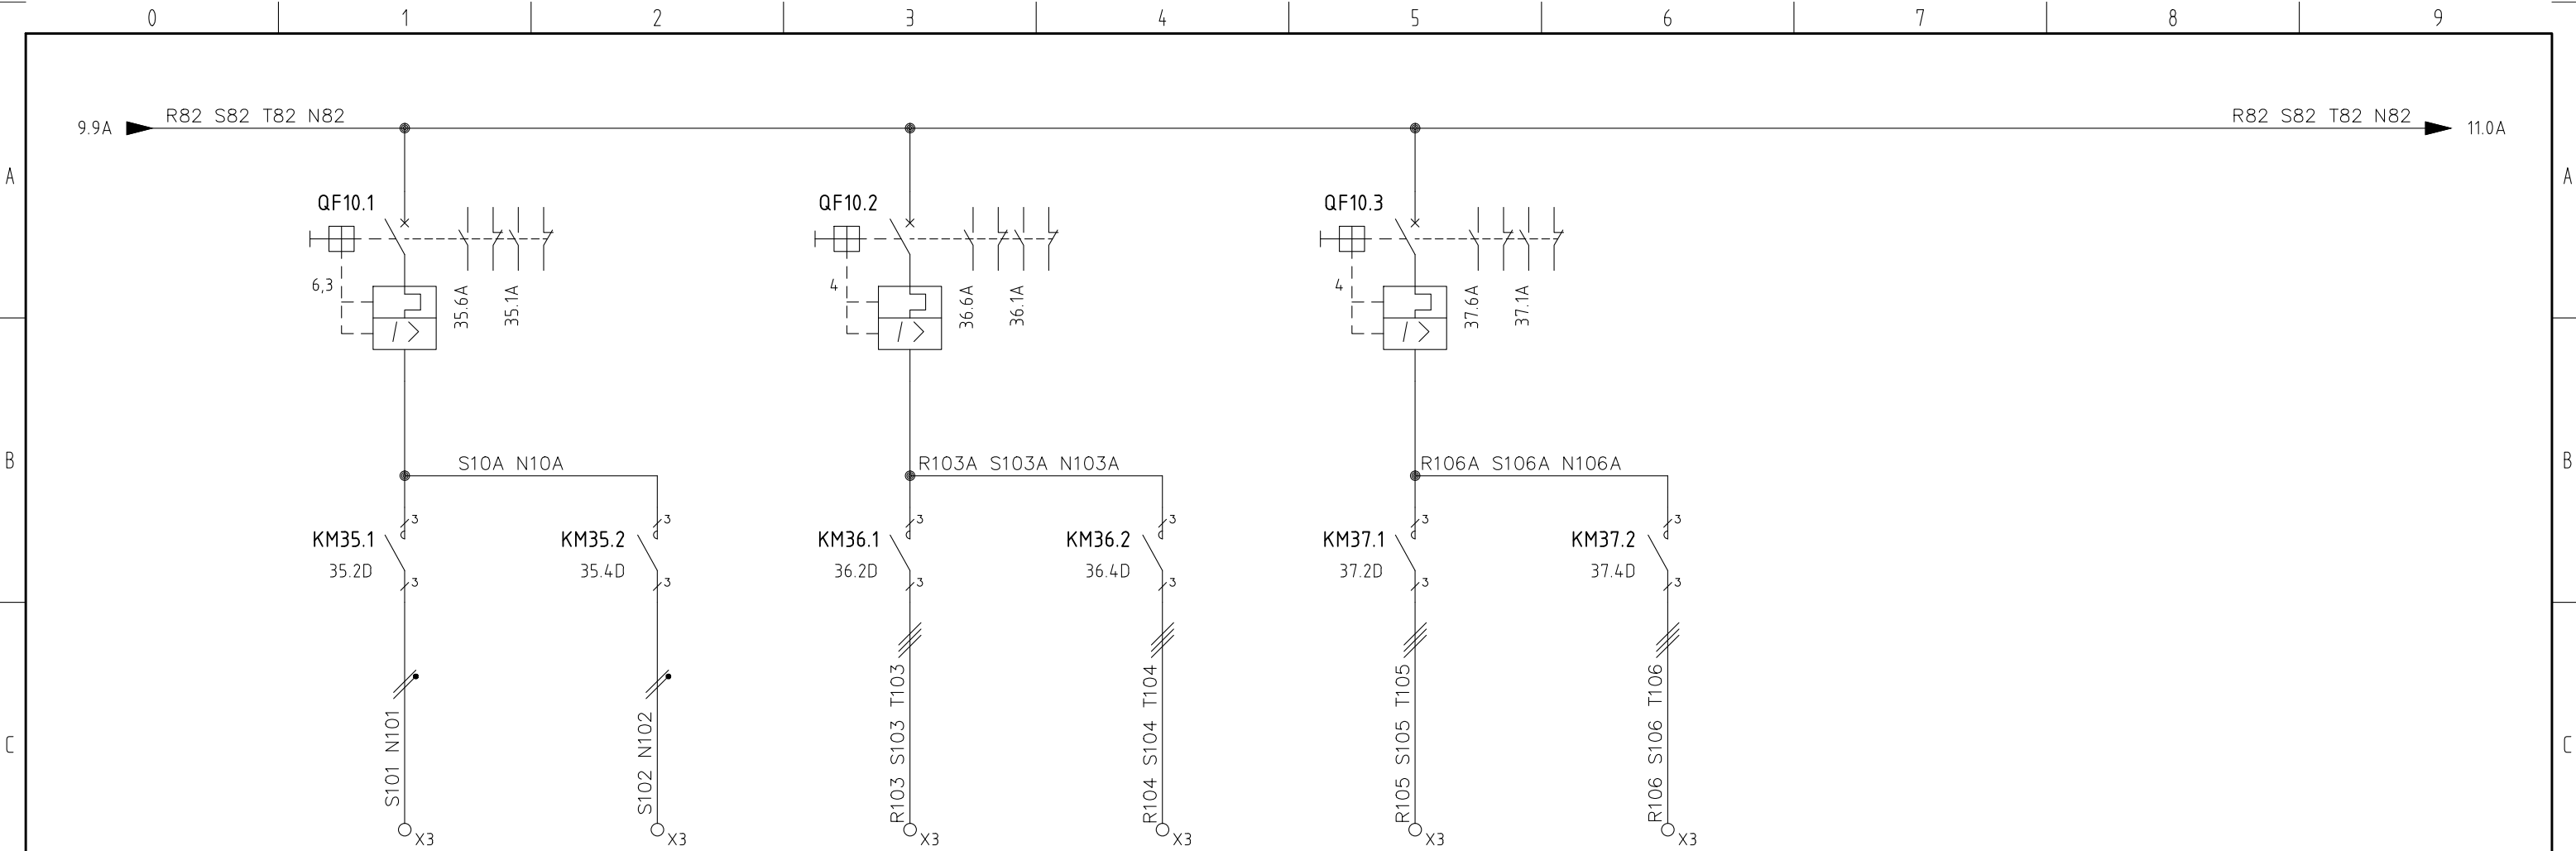 0 1 2 3 4 5 6 7 8 9
R82 S82 T82 N82 R82 S82 T82 N82
9.9A 11.0A
A A
QF10.1 QF10.2 QF10.3
6,3 35.6A 35.1A 4 36.6A 36.1A 4 37.6A 37.1A
I> I> I>
B B
S10A N10A R103A S103A N103A R106A S106A N106A
3 3 3 3 3 3
KM35.1 KM35.2 KM36.1 KM36.2 KM37.1 KM37.2
35.2D 35.4D 36.2D 36.4D 37.2D 37.4D
3 3 3 3 3 3
C C
S101 N101 S102 N102 R103 S103 T103 R104 S104 T104 R105 S105 T105 R106 S106 T106
X3 X3 X3 X3 X3 X3